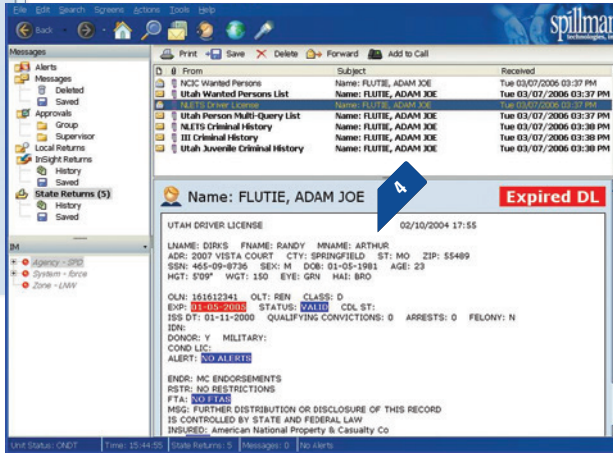 File Edit Search Screens Actions Tools Help
Back
spillman
technologies, inc.
Messages
Alerts
Messages
Deleted
Saved
Approvals
Group
Supervisor
Local Returns
InSight Returns
History
Saved
State Returns (5)
History
Saved
IM
Agency - SPD
System - force
Zone - LNW
Print Save Delete Forward Add to Call
From Subject Received
NCIC Wanted Persons Name: FLUTIE, ADAM JOE Tue 03/07/2006 03:37 PM
Utah Wanted Persons List Name: FLUTIE, ADAM JOE Tue 03/07/2006 03:37 PM
NLETS Driver License Name: FLUTIE, ADAM JOE Tue 03/07/2006 03:37 PM
Utah Person Multi-Query List Name: FLUTIE, ADAM JOE Tue 03/07/2006 03:37 PM
NLETS Criminal History Name: FLUTIE, ADAM JOE Tue 03/07/2006 03:38 PM
III Criminal History Name: FLUTIE, ADAM JOE Tue 03/07/2006 03:38 PM
Utah Juvenile Criminal History Name: FLUTIE, ADAM JOE Tue 03/07/2006 03:38 PM
4
Name: FLUTIE, ADAM JOE Expired DL
UTAH DRIVER LICENSE 02/10/2004 17:55
LNAME: DIRKS FNAME: RANDY MNAME: ARTHUR
ADR: 2007 VISTA COURT CTY: SPRINGFIELD ST: MO ZIP: 55489
SSN: 465-09-8736 SEX: M DOB: 01-05-1981 AGE: 23
HGT: 5'09" WGT: 150 EYE: GRN HAI: BRO
OLN: 161612341 OLT: REN CLASS: D
EXP: 01-05-2005 STATUS: VALID CDL ST:
ISS DT: 01-11-2000 QUALIFYING CONVICTIONS: 0 ARRESTS: 0 FELONY: N
IDN:
DONOR: Y MILITARY:
COND LIC:
ALERT: NO ALERTS
ENDR: MC ENDORSEMENTS
RSTR: NO RESTRICTIONS
FTA: NO FTAS
MSG: FURTHER DISTRIBUTION OR DISCLOSURE OF THIS RECORD
IS CONTROLLED BY STATE AND FEDERAL LAW
INSURED: American National Property & Casualty Co
Unit Status: ONDT Time: 15:44:55 State Returns: 5 Messages: 0 No Alerts